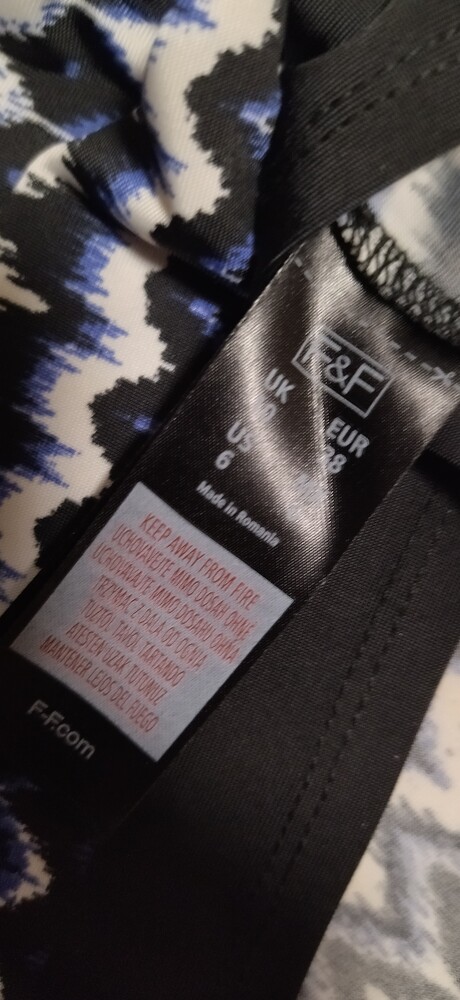 F&F
UK EUR
38
US
6
Made in Romania
KEEP AWAY FROM FIRE
UCHOVÁVEJTE MIMO DOSAH OHNĚ
UCHOVÁVAJTE MIMO DOSAHU OHŇA
TRZYMAĆ Z DALA OD OGNIA
TŰZTŐL TÁVOL TARTANDÓ
ATEŞTEN UZAK TUTUNUZ
MANTENER LEJOS DEL FUEGO
F-F.com